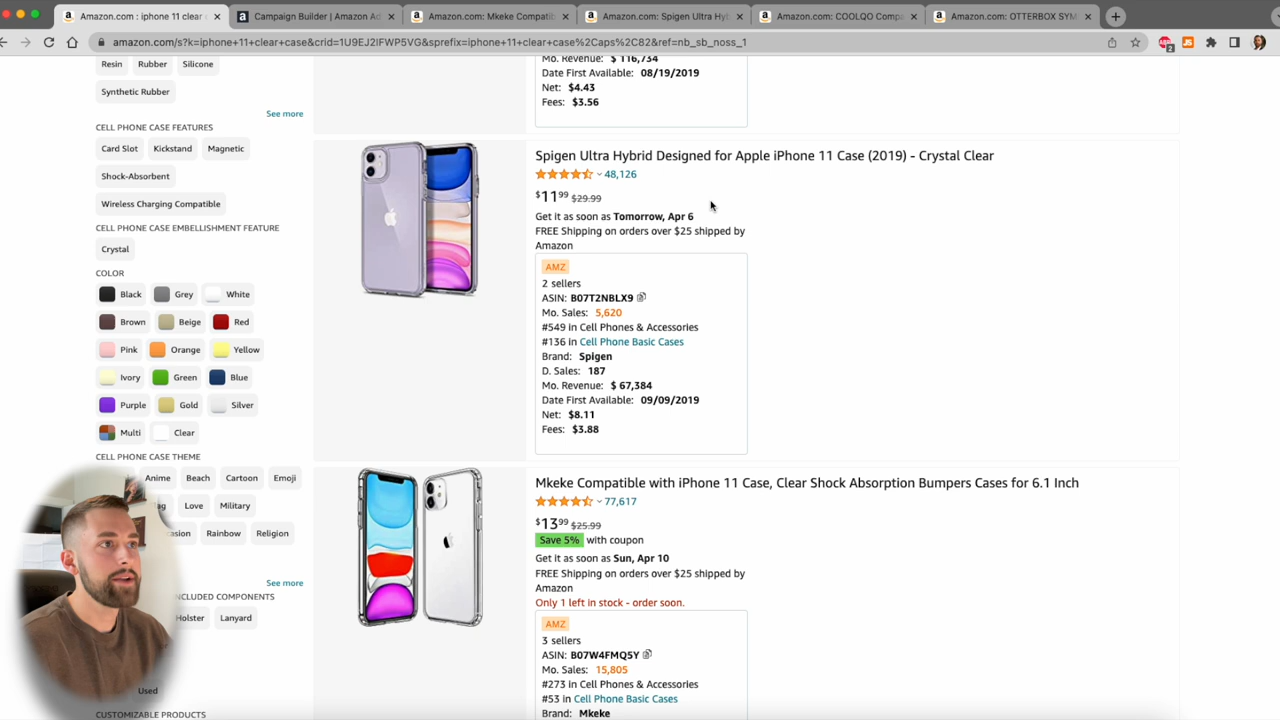 Amazon.com : iphone 11 clear c
Campaign Builder | Amazon Ad
Amazon.com: Mkeke Compatib
Amazon.com: Spigen Ultra Hyb
Amazon.com: COOLQO Compa
Amazon.com: OTTERBOX SYM
amazon.com/s?k=iphone+11+clear+case&crid=1U9EJ2IFWP5VG&sprefix=iphone+11+clear+case%2Caps%2C82&ref=nb_sb_noss_1
Resin
Rubber
Silicone
Synthetic Rubber
See more
CELL PHONE CASE FEATURES
Card Slot
Kickstand
Magnetic
Shock-Absorbent
Wireless Charging Compatible
CELL PHONE CASE EMBELLISHMENT FEATURE
Crystal
COLOR
Black
Grey
White
Brown
Beige
Red
Pink
Orange
Yellow
Ivory
Green
Blue
Purple
Gold
Silver
Multi
Clear
CELL PHONE CASE THEME
Anime
Beach
Cartoon
Emoji
Love
Military
Rainbow
Religion
See more
NCLUDED COMPONENTS
Holster
Lanyard
Used
CUSTOMIZABLE PRODUCTS
Mo. Revenue: $ 116,734
Date First Available: 08/19/2019
Net: $4.43
Fees: $3.56
Spigen Ultra Hybrid Designed for Apple iPhone 11 Case (2019) - Crystal Clear
48,126
$11.99 $29.99
Get it as soon as Tomorrow, Apr 6
FREE Shipping on orders over $25 shipped by
Amazon
AMZ
2 sellers
ASIN: B07T2NBLX9
Mo. Sales: 5,620
#549 in Cell Phones & Accessories
#136 in Cell Phone Basic Cases
Brand: Spigen
D. Sales: 187
Mo. Revenue: $ 67,384
Date First Available: 09/09/2019
Net: $8.11
Fees: $3.88
Mkeke Compatible with iPhone 11 Case, Clear Shock Absorption Bumpers Cases for 6.1 Inch
77,617
$13.99 $25.99
Save 5% with coupon
Get it as soon as Sun, Apr 10
FREE Shipping on orders over $25 shipped by
Amazon
Only 1 left in stock - order soon.
AMZ
3 sellers
ASIN: B07W4FMQ5Y
Mo. Sales: 15,805
#273 in Cell Phones & Accessories
#53 in Cell Phone Basic Cases
Brand: Mkeke